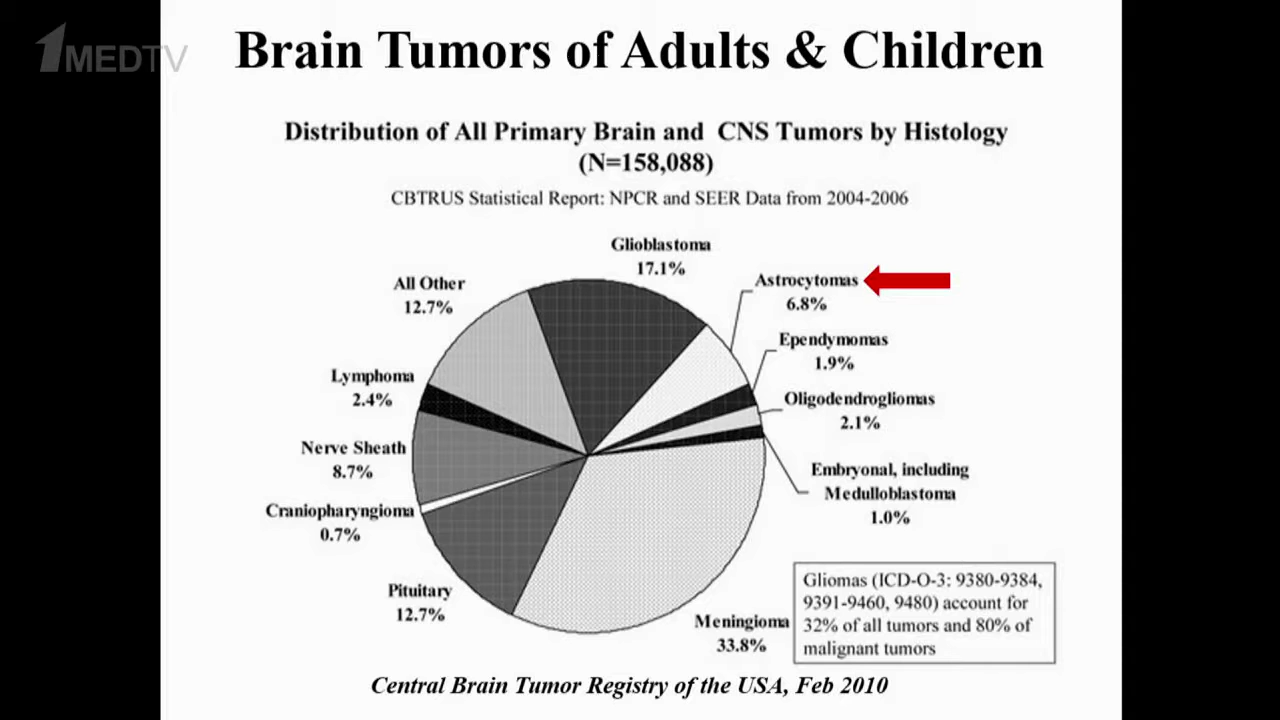 1MEDTV
Brain Tumors of Adults & Children
Distribution of All Primary Brain and CNS Tumors by Histology
(N=158,088)
CBTRUS Statistical Report: NPCR and SEER Data from 2004-2006
Glioblastoma
17.1%
Astrocytomas
6.8%
Ependymomas
1.9%
Oligodendrogliomas
2.1%
Embryonal, including
Medulloblastoma
1.0%
Meningioma
33.8%
Pituitary
12.7%
Craniopharyngioma
0.7%
Nerve Sheath
8.7%
Lymphoma
2.4%
All Other
12.7%
Gliomas (ICD-O-3: 9380-9384,
9391-9460, 9480) account for
32% of all tumors and 80% of
malignant tumors
Central Brain Tumor Registry of the USA, Feb 2010